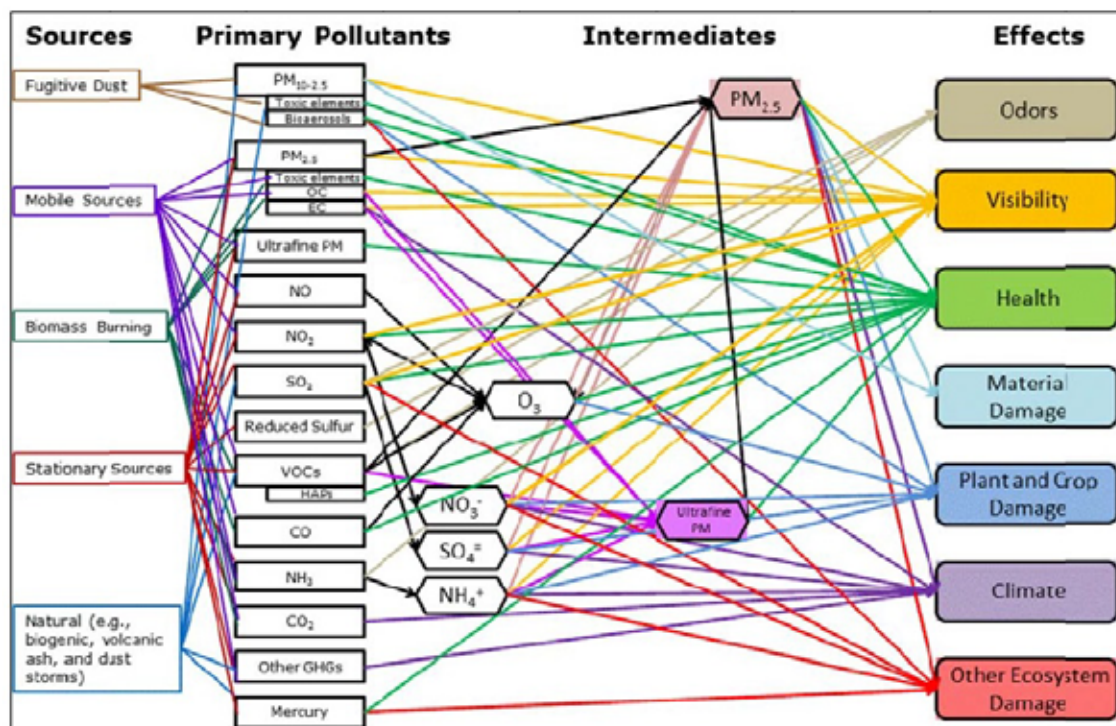 Sources
Primary Pollutants
Intermediates
Effects
Fugitive Dust
Mobile Sources
Biomass Burning
Stationary Sources
Natural (e.g.,
biogenic, volcanic
ash, and dust
storms)
PM10-2.5
Toxic elements
Bioaerosols
PM2.5
Toxic elements
OC
EC
Ultrafine PM
NO
NO2
SO2
Reduced Sulfur
VOCs
HAPs
CO
NH3
CO2
Other GHGs
Mercury
PM2.5
O3
NO3-
SO4=
NH4+
Ultrafine
PM
Odors
Visibility
Health
Material
Damage
Plant and Crop
Damage
Climate
Other Ecosystem
Damage